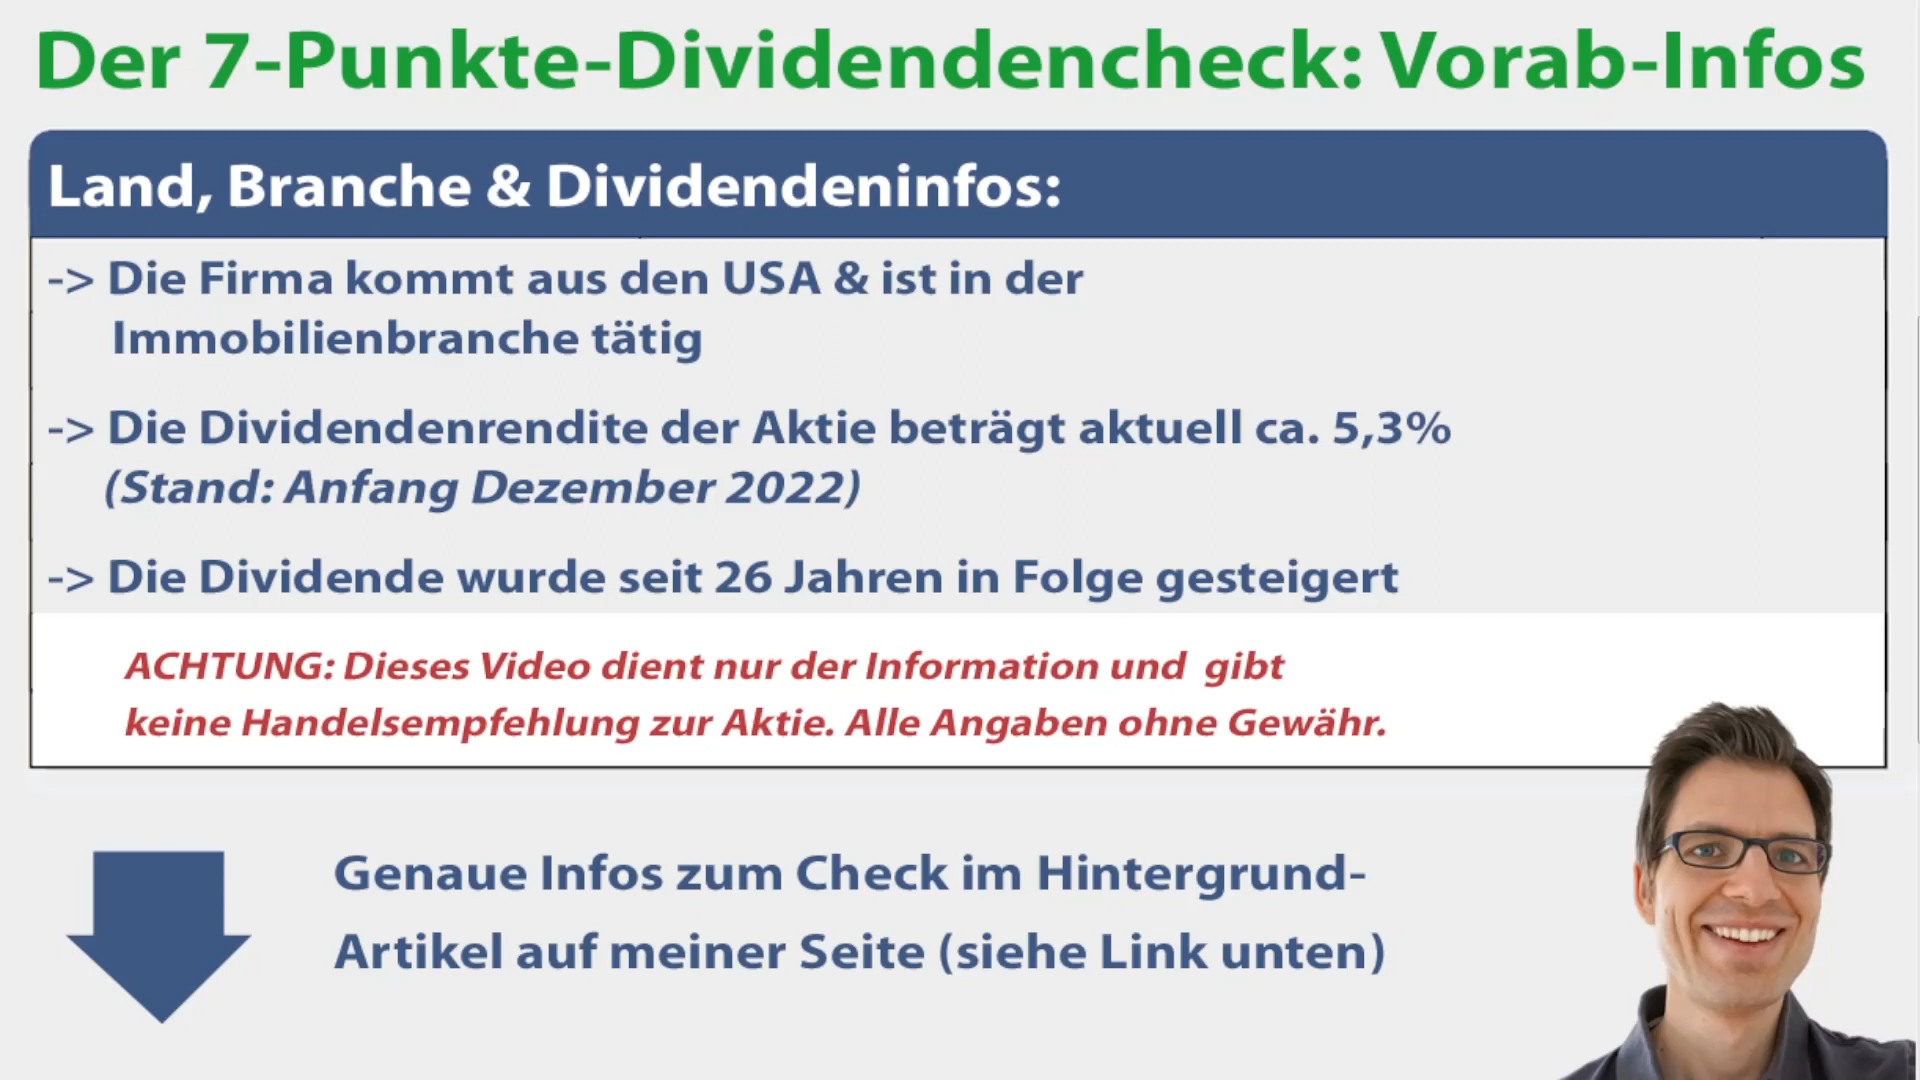 Der 7-Punkte-Dividendencheck: Vorab-Infos
Land, Branche & Dividendeninfos:
-> Die Firma kommt aus den USA & ist in der
Immobilienbranche tätig
-> Die Dividendenrendite der Aktie beträgt aktuell ca. 5,3%
(Stand: Anfang Dezember 2022)
-> Die Dividende wurde seit 26 Jahren in Folge gesteigert
ACHTUNG: Dieses Video dient nur der Information und gibt
keine Handelsempfehlung zur Aktie. Alle Angaben ohne Gewähr.
Genaue Infos zum Check im Hintergrund-
Artikel auf meiner Seite (siehe Link unten)